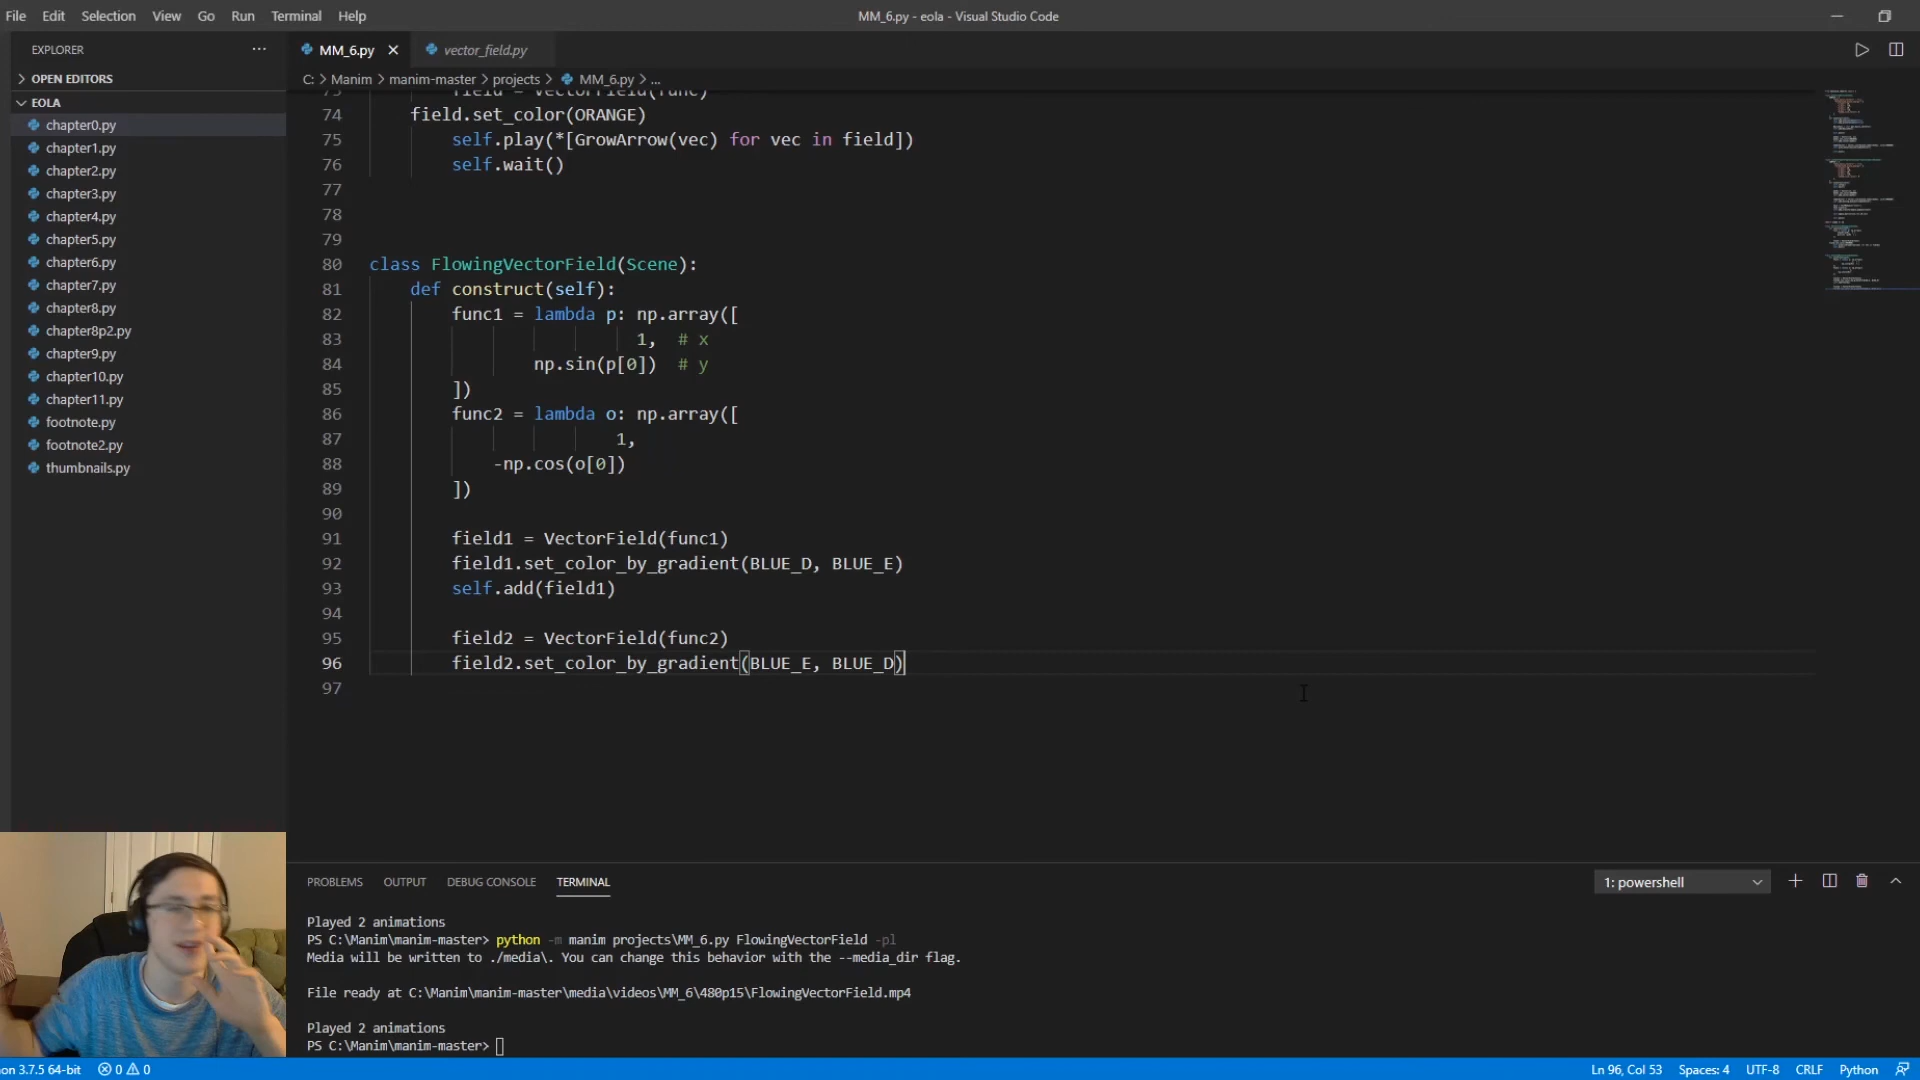 File Edit Selection View Go Run Terminal Help
MM_6.py - eola - Visual Studio Code
EXPLORER
OPEN EDITORS
EOLA
chapter0.py
chapter1.py
chapter2.py
chapter3.py
chapter4.py
chapter5.py
chapter6.py
chapter7.py
chapter8.py
chapter8p2.py
chapter9.py
chapter10.py
chapter11.py
footnote.py
footnote2.py
thumbnails.py
MM_6.py
vector_field.py
C: > Manim > manim-master > projects > MM_6.py > ...
73 field = VectorField(func)
74 field.set_color(ORANGE)
75 self.play(*[GrowArrow(vec) for vec in field])
76 self.wait()
77
78
79
80 class FlowingVectorField(Scene):
81 def construct(self):
82 func1 = lambda p: np.array([
83 1, # x
84 np.sin(p[0]) # y
85 ])
86 func2 = lambda o: np.array([
87 1,
88 -np.cos(o[0])
89 ])
90
91 field1 = VectorField(func1)
92 field1.set_color_by_gradient(BLUE_D, BLUE_E)
93 self.add(field1)
94
95 field2 = VectorField(func2)
96 field2.set_color_by_gradient(BLUE_E, BLUE_D)
97
PROBLEMS OUTPUT DEBUG CONSOLE TERMINAL
1: powershell
Played 2 animations
PS C:\Manim\manim-master> python -m manim projects\MM_6.py FlowingVectorField -pl
Media will be written to ./media\. You can change this behavior with the --media_dir flag.
File ready at C:\Manim\manim-master\media\videos\MM_6\480p15\FlowingVectorField.mp4
Played 2 animations
PS C:\Manim\manim-master>
on 3.7.5 64-bit 0 0
Ln 96, Col 53 Spaces: 4 UTF-8 CRLF Python